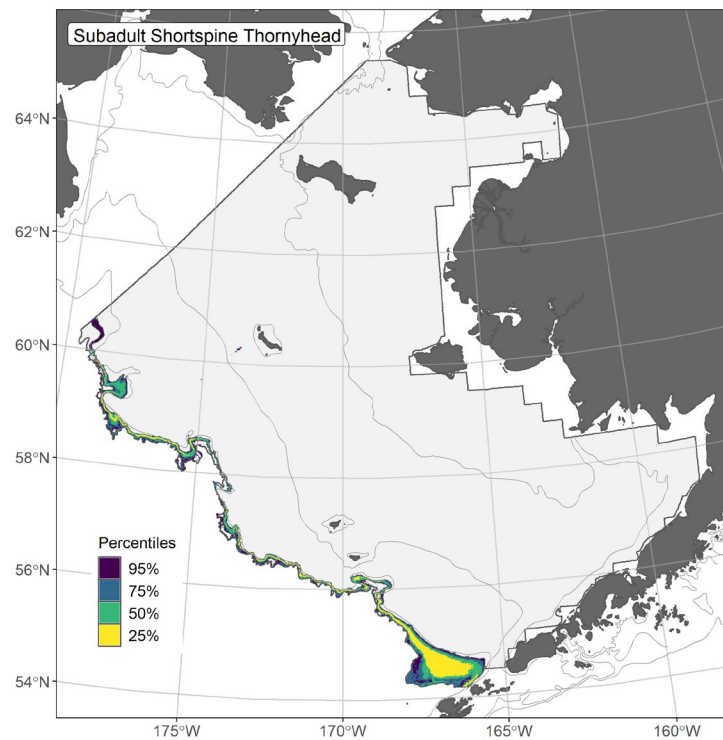 Subadult Shortspine Thornyhead
64°N
62°N
60°N
58°N
56°N
54°N
Percentiles
95%
75%
50%
25%
175°W
170°W
165°W
160°W